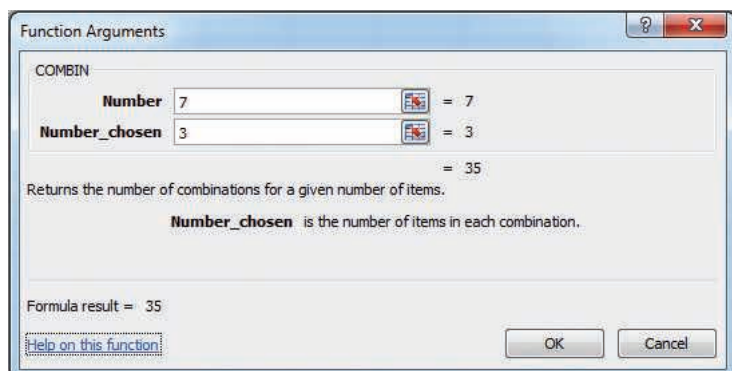 Function Arguments
?
X
COMBIN
Number 7 = 7
Number_chosen 3 = 3
= 35
Returns the number of combinations for a given number of items.
Number_chosen is the number of items in each combination.
Formula result = 35
Help on this function
OK Cancel